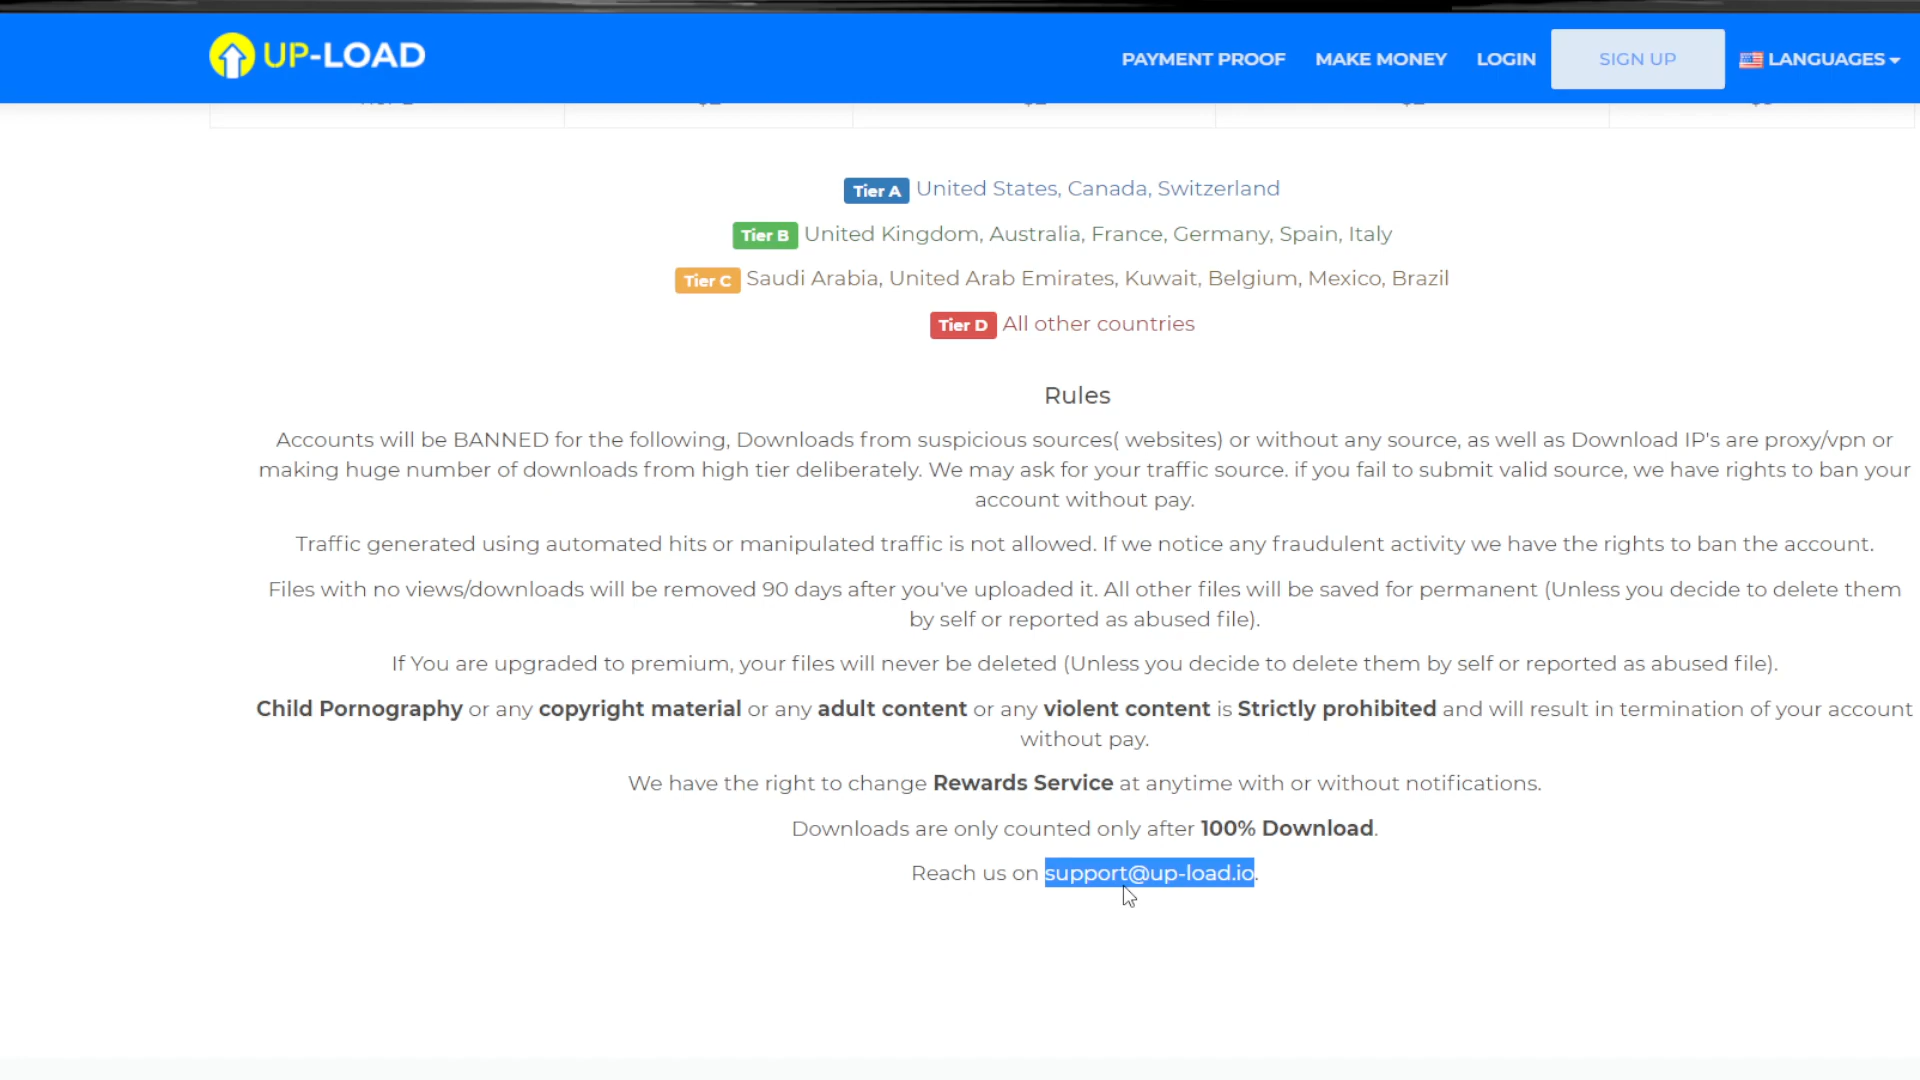 UP-LOAD
PAYMENT PROOF MAKE MONEY LOGIN SIGN UP LANGUAGES
Tier A United States, Canada, Switzerland
Tier B United Kingdom, Australia, France, Germany, Spain, Italy
Tier C Saudi Arabia, United Arab Emirates, Kuwait, Belgium, Mexico, Brazil
Tier D All other countries
Rules
Accounts will be BANNED for the following, Downloads from suspicious sources( websites) or without any source, as well as Download IP's are proxy/vpn or
making huge number of downloads from high tier deliberately. We may ask for your traffic source. if you fail to submit valid source, we have rights to ban your
account without pay.
Traffic generated using automated hits or manipulated traffic is not allowed. If we notice any fraudulent activity we have the rights to ban the account.
Files with no views/downloads will be removed 90 days after you've uploaded it. All other files will be saved for permanent (Unless you decide to delete them
by self or reported as abused file).
If You are upgraded to premium, your files will never be deleted (Unless you decide to delete them by self or reported as abused file).
Child Pornography or any copyright material or any adult content or any violent content is Strictly prohibited and will result in termination of your account
without pay.
We have the right to change Rewards Service at anytime with or without notifications.
Downloads are only counted only after 100% Download.
Reach us on support@up-load.io.